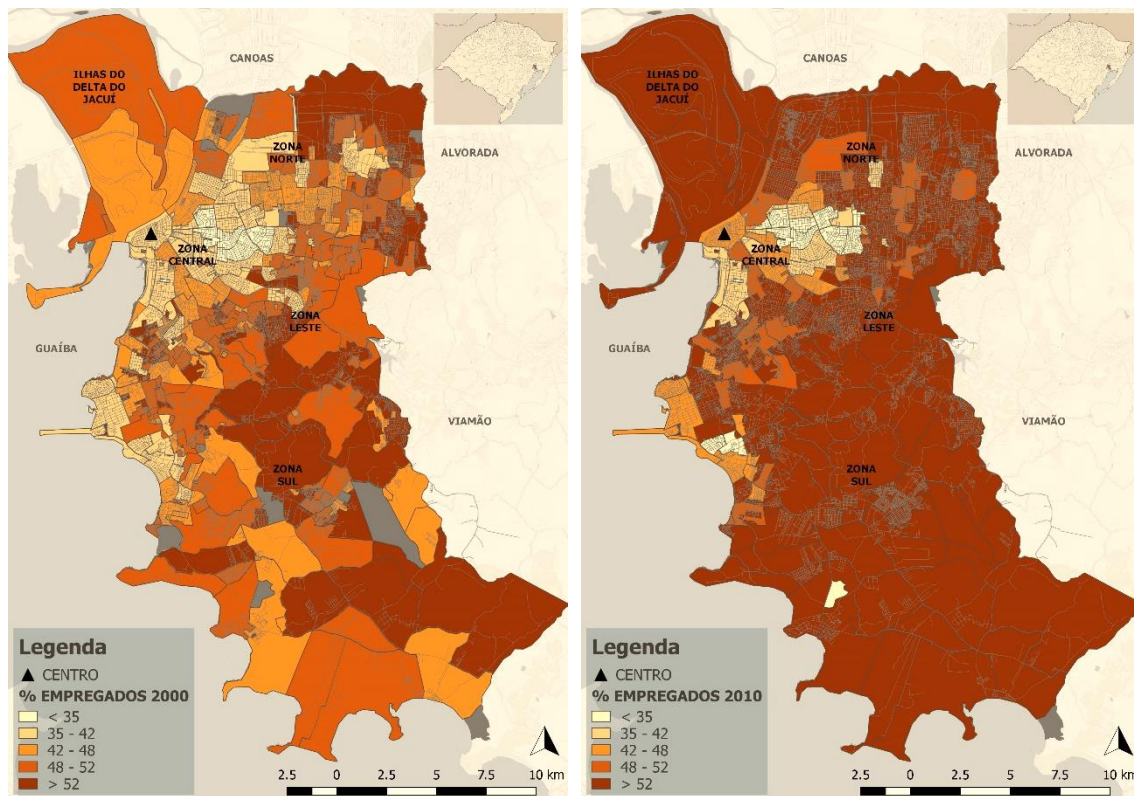 CANOAS
ILHAS DO
DELTA DO
JACUÍ
ZONA
NORTE
ALVORADA
ZONA
CENTRAL
ZONA
LESTE
GUAÍBA
VIAMÃO
ZONA
SUL
Legenda
CENTRO
% EMPREGADOS 2000
< 35
35 - 42
42 - 48
48 - 52
> 52
2.5 0 2.5 5 7.5 10 km
CANOAS
ILHAS DO
DELTA DO
JACUÍ
ZONA
NORTE
ALVORADA
ZONA
CENTRAL
ZONA
LESTE
GUAÍBA
VIAMÃO
ZONA
SUL
Legenda
CENTRO
% EMPREGADOS 2010
< 35
35 - 42
42 - 48
48 - 52
> 52
2.5 0 2.5 5 7.5 10 km